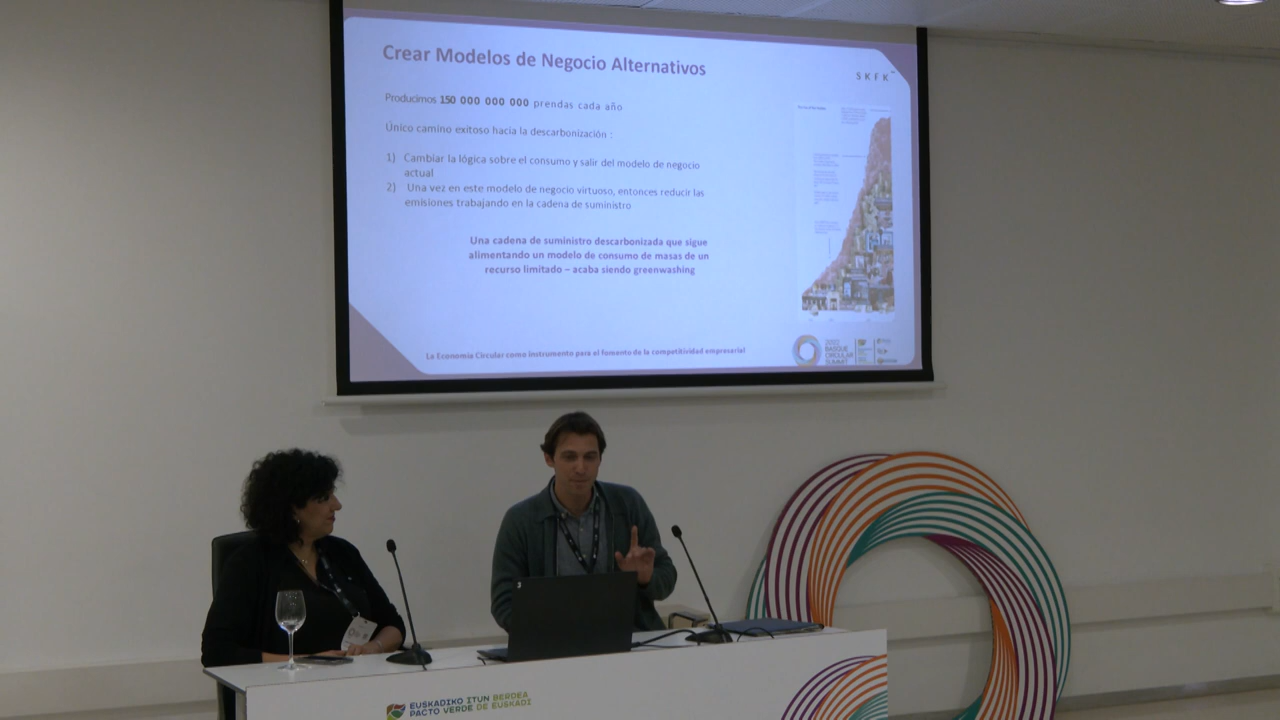 Crear Modelos de Negocio Alternativos
SKFK
Producimos 150 000 000 000 prendas cada año
Único camino exitoso hacia la descarbonización :
1) Cambiar la lógica sobre el consumo y salir del modelo de negocio
actual
2) Una vez en este modelo de negocio virtuoso, entonces reducir las
emisiones trabajando en la cadena de suministro
Una cadena de suministro descarbonizada que sigue
alimentando un modelo de consumo de masas de un
recurso limitado – acaba siendo greenwashing
La Economía Circular como instrumento para el fomento de la competitividad empresarial
BASQUE
CIRCULAR
SUMMIT
EUSKADIKO ITUN BERDEA
PACTO VERDE DE EUSKADI